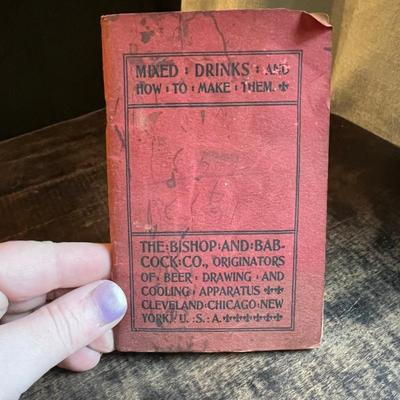 MIXED : DRINKS : AND
HOW : TO : MAKE : THEM. ⚜
THE : BISHOP : AND : BAB-
COCK : CO., ORIGINATORS
OF : BEER : DRAWING : AND
COOLING : APPARATUS ⚜⚜
CLEVELAND : CHICAGO : NEW
YORK, U. : S. : A. ⚜⚜⚜⚜⚜⚜